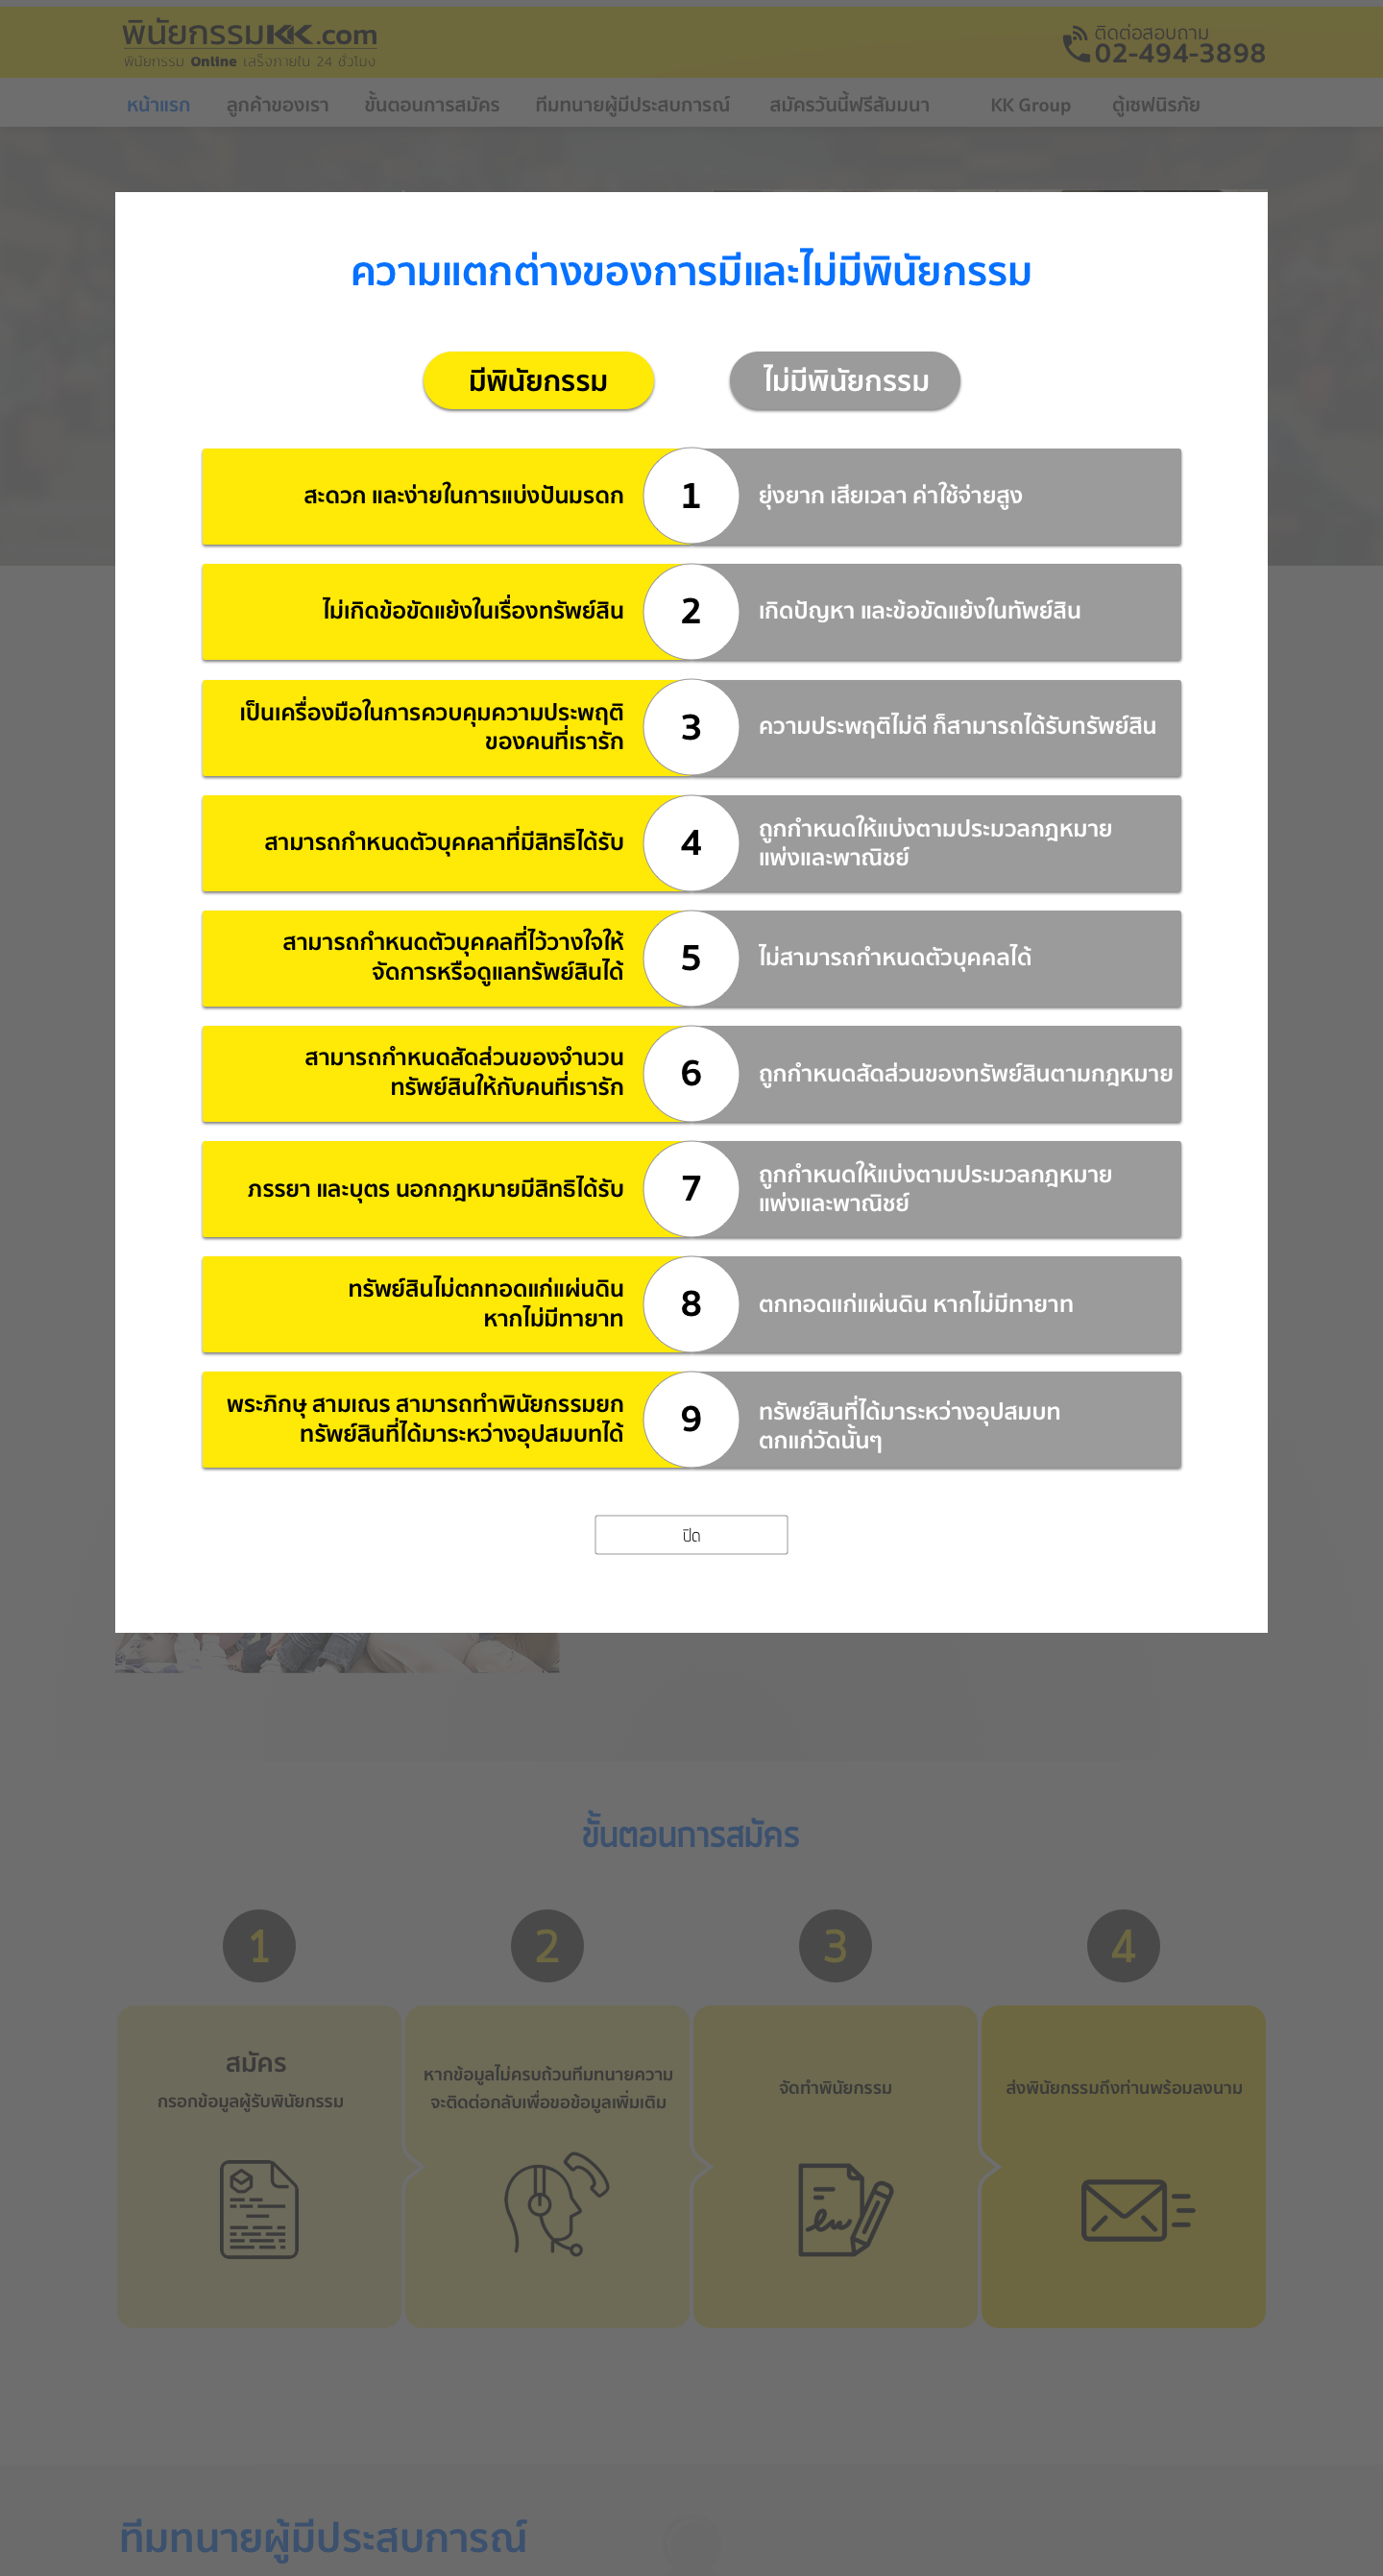 พินัยกรรมKK.com
พินัยกรรม Online เสร็จภายใน 24 ชั่วโมง
ติดต่อสอบถาม
02-494-3898
หน้าแรก ลูกค้าของเรา ขั้นตอนการสมัคร ทีมทนายผู้มีประสบการณ์ สมัครวันนี้ฟรีสัมมนา KK Group ตู้เซฟนิรภัย
ความแตกต่างของการมีและไม่มีพินัยกรรม
มีพินัยกรรม ไม่มีพินัยกรรม
สะดวก และง่ายในการแบ่งปันมรดก 1 ยุ่งยาก เสียเวลา ค่าใช้จ่ายสูง
ไม่เกิดข้อขัดแย้งในเรื่องทรัพย์สิน 2 เกิดปัญหา และข้อขัดแย้งในทัพย์สิน
เป็นเครื่องมือในการควบคุมความประพฤติ
ของคนที่เรารัก
3
ความประพฤติไม่ดี ก็สามารถได้รับทรัพย์สิน
สามารถกำหนดตัวบุคคลาที่มีสิทธิได้รับ
4
ถูกกำหนดให้แบ่งตามประมวลกฎหมาย
แพ่งและพาณิชย์
สามารถกำหนดตัวบุคคลที่ไว้วางใจให้
จัดการหรือดูแลทรัพย์สินได้
5
ไม่สามารถกำหนดตัวบุคคลได้
สามารถกำหนดสัดส่วนของจำนวน
ทรัพย์สินให้กับคนที่เรารัก
6
ถูกกำหนดสัดส่วนของทรัพย์สินตามกฎหมาย
ภรรยา และบุตร นอกกฎหมายมีสิทธิได้รับ
7
ถูกกำหนดให้แบ่งตามประมวลกฎหมาย
แพ่งและพาณิชย์
ทรัพย์สินไม่ตกทอดแก่แผ่นดิน
หากไม่มีทายาท
8
ตกทอดแก่แผ่นดิน หากไม่มีทายาท
พระภิกษุ สามเณร สามารถทำพินัยกรรมยก
ทรัพย์สินที่ได้มาระหว่างอุปสมบทได้
9
ทรัพย์สินที่ได้มาระหว่างอุปสมบท
ตกแก่วัดนั้นๆ
ปิด
ขั้นตอนการสมัคร
1 2 3 4
สมัคร
กรอกข้อมูลผู้รับพินัยกรรม
หากข้อมูลไม่ครบถ้วนทีมทนายความ
จะติดต่อกลับเพื่อขอข้อมูลเพิ่มเติม
จัดทำพินัยกรรม
ส่งพินัยกรรมถึงท่านพร้อมลงนาม
ทีมทนายผู้มีประสบการณ์